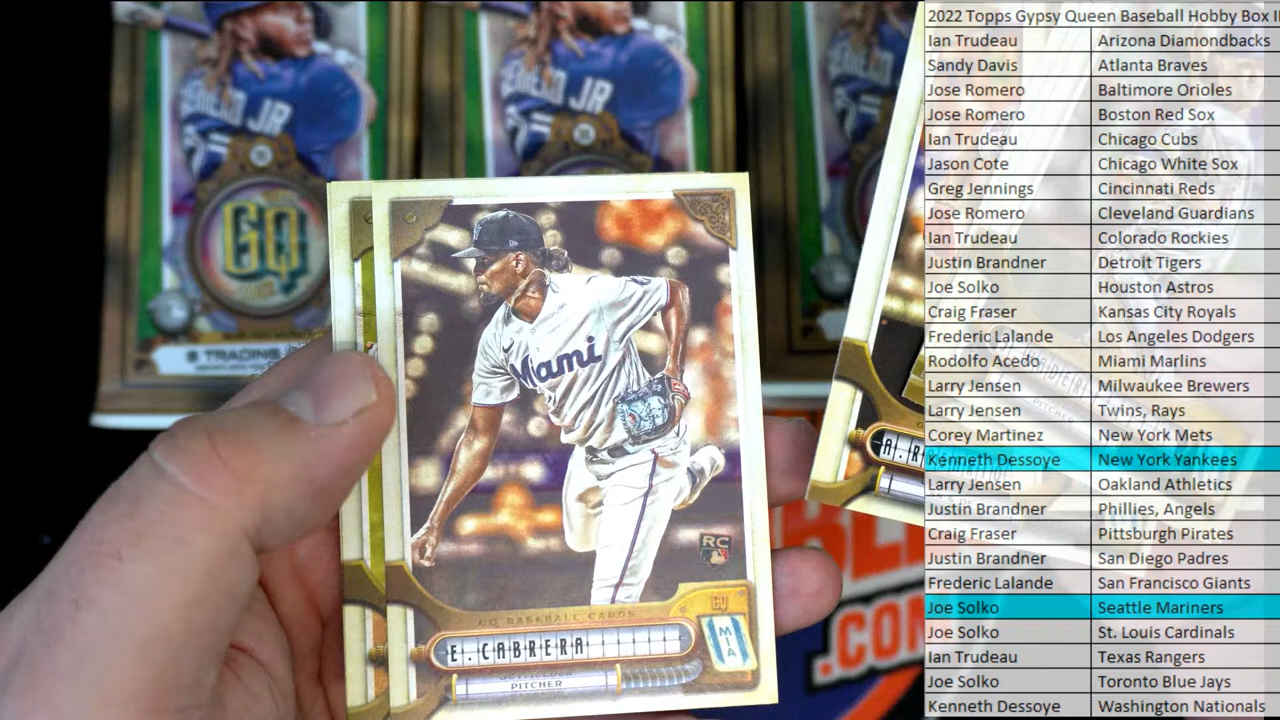 GQ
8 TRADING
Miami
RC
GQ
GQ BASEBALL CARDS
E. CABRERA
MIA
PITCHER
.COM
2022 Topps Gypsy Queen Baseball Hobby Box
Ian Trudeau Arizona Diamondbacks
Sandy Davis Atlanta Braves
Jose Romero Baltimore Orioles
Jose Romero Boston Red Sox
Ian Trudeau Chicago Cubs
Jason Cote Chicago White Sox
Greg Jennings Cincinnati Reds
Jose Romero Cleveland Guardians
Ian Trudeau Colorado Rockies
Justin Brandner Detroit Tigers
Joe Solko Houston Astros
Craig Fraser Kansas City Royals
Frederic Lalande Los Angeles Dodgers
Rodolfo Acedo Miami Marlins
Larry Jensen Milwaukee Brewers
Larry Jensen Twins, Rays
Corey Martinez New York Mets
Kenneth Dessoye New York Yankees
Larry Jensen Oakland Athletics
Justin Brandner Phillies, Angels
Craig Fraser Pittsburgh Pirates
Justin Brandner San Diego Padres
Frederic Lalande San Francisco Giants
Joe Solko Seattle Mariners
Joe Solko St. Louis Cardinals
Ian Trudeau Texas Rangers
Joe Solko Toronto Blue Jays
Kenneth Dessoye Washington Nationals